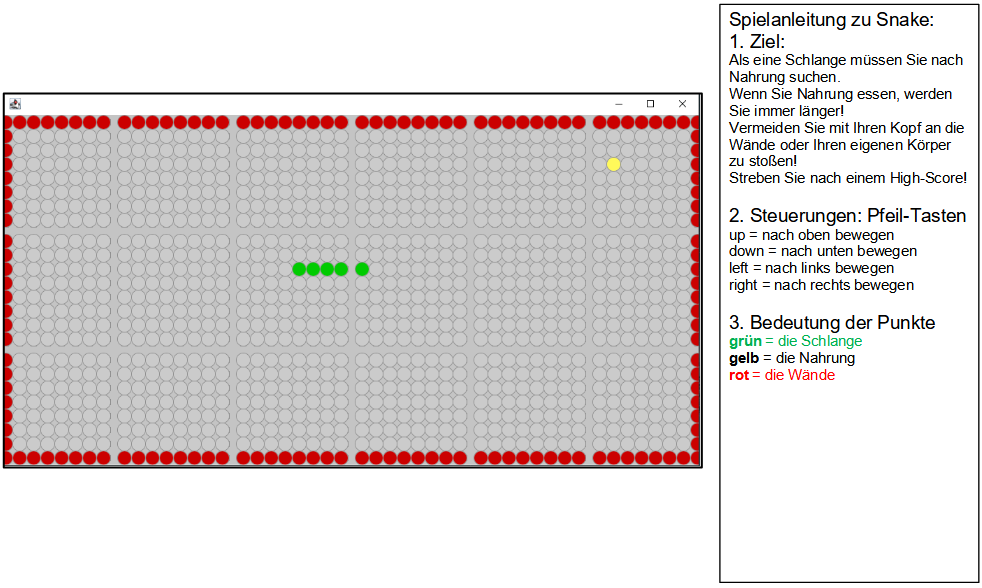 Spielanleitung zu Snake:
1. Ziel:
Als eine Schlange müssen Sie nach
Nahrung suchen.
Wenn Sie Nahrung essen, werden
Sie immer länger!
Vermeiden Sie mit Ihren Kopf an die
Wände oder Ihren eigenen Körper
zu stoßen!
Streben Sie nach einem High-Score!
2. Steuerungen: Pfeil-Tasten
up = nach oben bewegen
down = nach unten bewegen
left = nach links bewegen
right = nach rechts bewegen
3. Bedeutung der Punkte
grün = die Schlange
gelb = die Nahrung
rot = die Wände